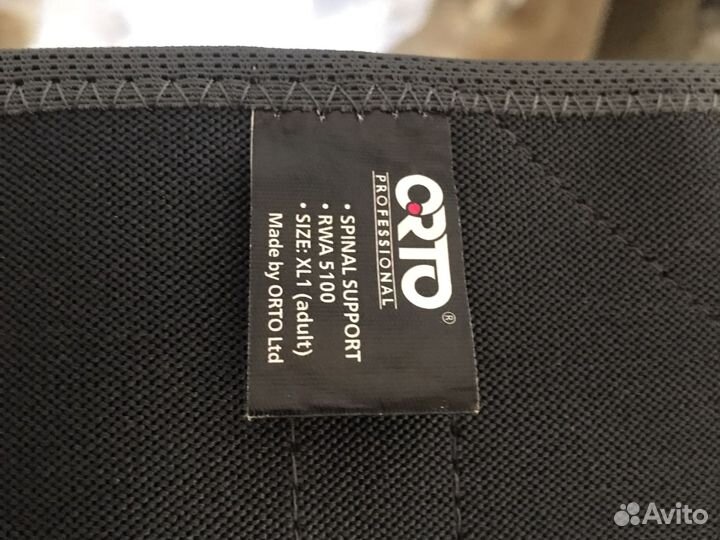 ORTO®
PROFESSIONAL
• SPINAL SUPPORT
• RWA 5100
• SIZE: XL1 (adult)
Made by ORTO Ltd
Avito